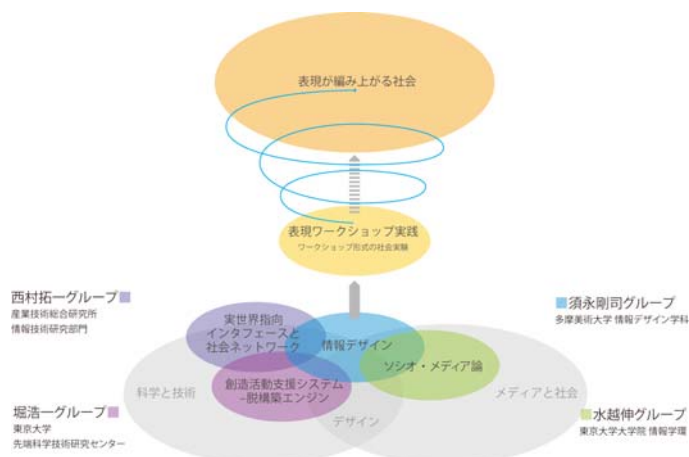 表現が編み上がる社会
表現ワークショップ実践
ワークショップ形式の社会実験
西村拓一グループ
産業技術総合研究所
情報技術研究部門
須永剛司グループ
多摩美術大学 情報デザイン学科
実世界指向
インタフェースと
社会ネットワーク
情報デザイン
ソシオ・メディア論
創造活動支援システム
–脱構築エンジン
科学と技術
デザイン
メディアと社会
堀浩一グループ
東京大学
先端科学技術研究センター
水越伸グループ
東京大学大学院 情報学環